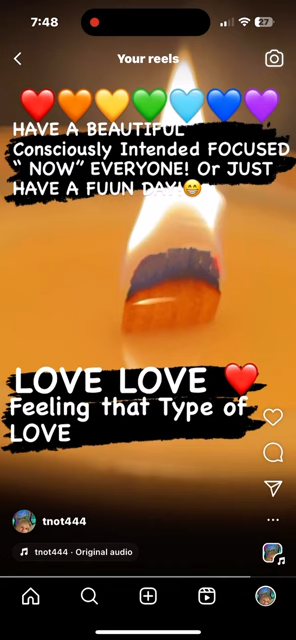 7:48
27
Your reels
❤️🧡💛💚🩵💙💜
HAVE A BEAUTIFUL
Consciously Intended FOCUSED
“ NOW” EVERYONE! Or JUST
HAVE A FUUN DAY!😁
LOVE LOVE ❤️
Feeling that Type of
LOVE
tnot444
tnot444 · Original audio